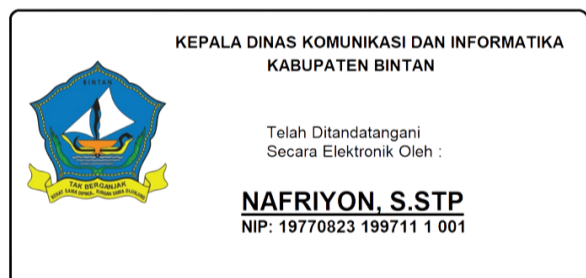 KEPALA DINAS KOMUNIKASI DAN INFORMATIKA
KABUPATEN BINTAN
BINTAN
Telah Ditandatangani
Secara Elektronik Oleh :
TAK BERGANJAK
NAFRIYON, S.STP
NIP: 19770823 199711 1 001